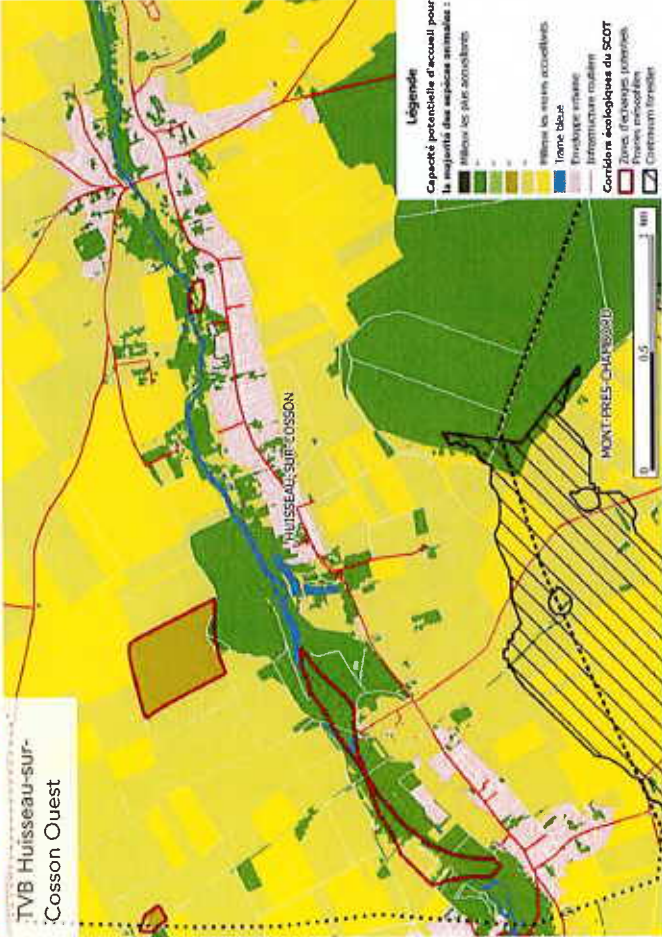 TVB Huisseau-sur-
Cosson Ouest
HUISSEAU-SUR-COSSON
MONT-PRES-CHAMBORD
Légende
Capacité potentielle d'accueil pour
la majorité des espèces animales :
Milieux les plus accueillants
Milieux les moins accueillants
Trame bleue
Enveloppe urbaine
Infrastructure routière
Corridors écologiques du SCOT
Zones d'échanges potentiels
Prairies mésophiles
Continuum forestier
0
0.5
1 km